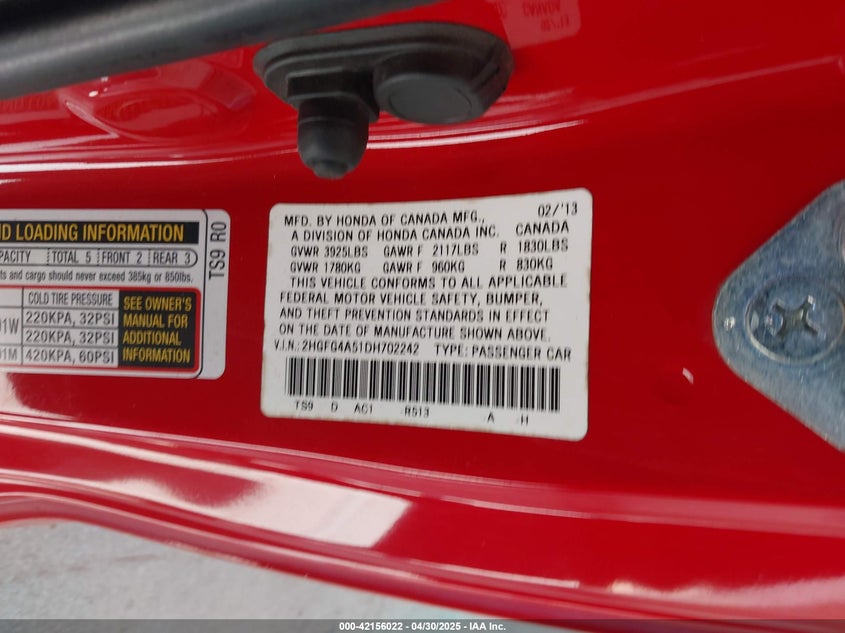 MFD. BY HONDA OF CANADA MFG., 02/'13
A DIVISION OF HONDA CANADA INC. CANADA
GVWR 3925LBS GAWR F 2117LBS R 1830LBS
GVWR 1780KG GAWR F 960KG R 830KG
THIS VEHICLE CONFORMS TO ALL APPLICABLE
FEDERAL MOTOR VEHICLE SAFETY, BUMPER,
AND THEFT PREVENTION STANDARDS IN EFFECT
ON THE DATE OF MANUFACTURE SHOWN ABOVE.
V.I.N.: 2HGFG4A51DH702242 TYPE: PASSENGER CAR
TS9 D AC1 -R513 A -H
LOADING INFORMATION
TOTAL 5 FRONT 2 REAR 3
and cargo should never exceed 385kg or 850lbs.
COLD TIRE PRESSURE
220KPA, 32PSI
220KPA, 32PSI
420KPA, 60PSI
SEE OWNER'S
MANUAL FOR
ADDITIONAL
INFORMATION
TS9 R0
000-42156022 - 04/30/2025 - IAA Inc.